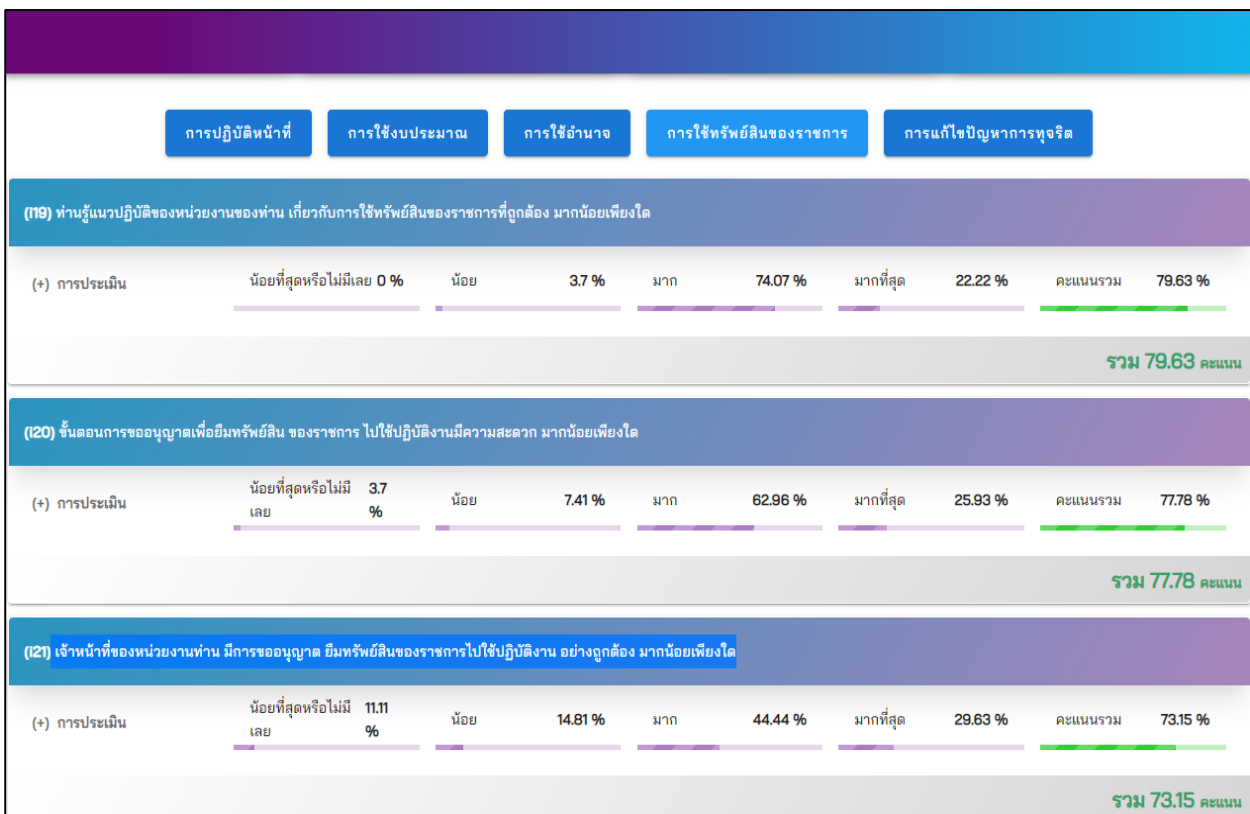 การปฏิบัติหน้าที่ การใช้งบประมาณ การใช้อำนาจ การใช้ทรัพย์สินของราชการ การแก้ไขปัญหาการทุจริต
(I19) ท่านรู้แนวปฏิบัติของหน่วยงานของท่าน เกี่ยวกับการใช้ทรัพย์สินของราชการที่ถูกต้อง มากน้อยเพียงใด
(+) การประเมิน น้อยที่สุดหรือไม่มีเลย 0 % น้อย 3.7 % มาก 74.07 % มากที่สุด 22.22 % คะแนนรวม 79.63 %
รวม 79.63 คะแนน
(I20) ขั้นตอนการขออนุญาตเพื่อยืมทรัพย์สิน ของราชการ ไปใช้ปฏิบัติงานมีความสะดวก มากน้อยเพียงใด
(+) การประเมิน น้อยที่สุดหรือไม่มีเลย 3.7 % น้อย 7.41 % มาก 62.96 % มากที่สุด 25.93 % คะแนนรวม 77.78 %
รวม 77.78 คะแนน
(I21) เจ้าหน้าที่ของหน่วยงานท่าน มีการขออนุญาต ยืมทรัพย์สินของราชการไปใช้ปฏิบัติงาน อย่างถูกต้อง มากน้อยเพียงใด
(+) การประเมิน น้อยที่สุดหรือไม่มีเลย 11.11 % น้อย 14.81 % มาก 44.44 % มากที่สุด 29.63 % คะแนนรวม 73.15 %
รวม 73.15 คะแนน